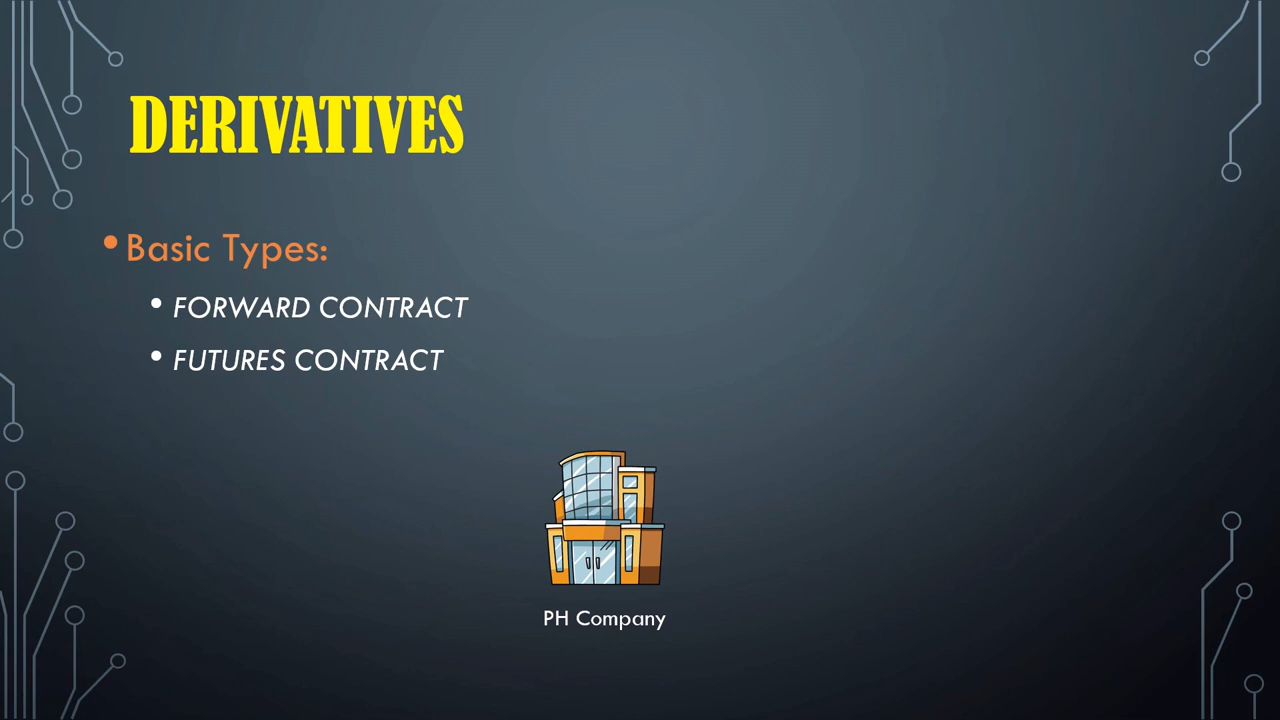 DERIVATIVES
• Basic Types:
• FORWARD CONTRACT
• FUTURES CONTRACT
PH Company